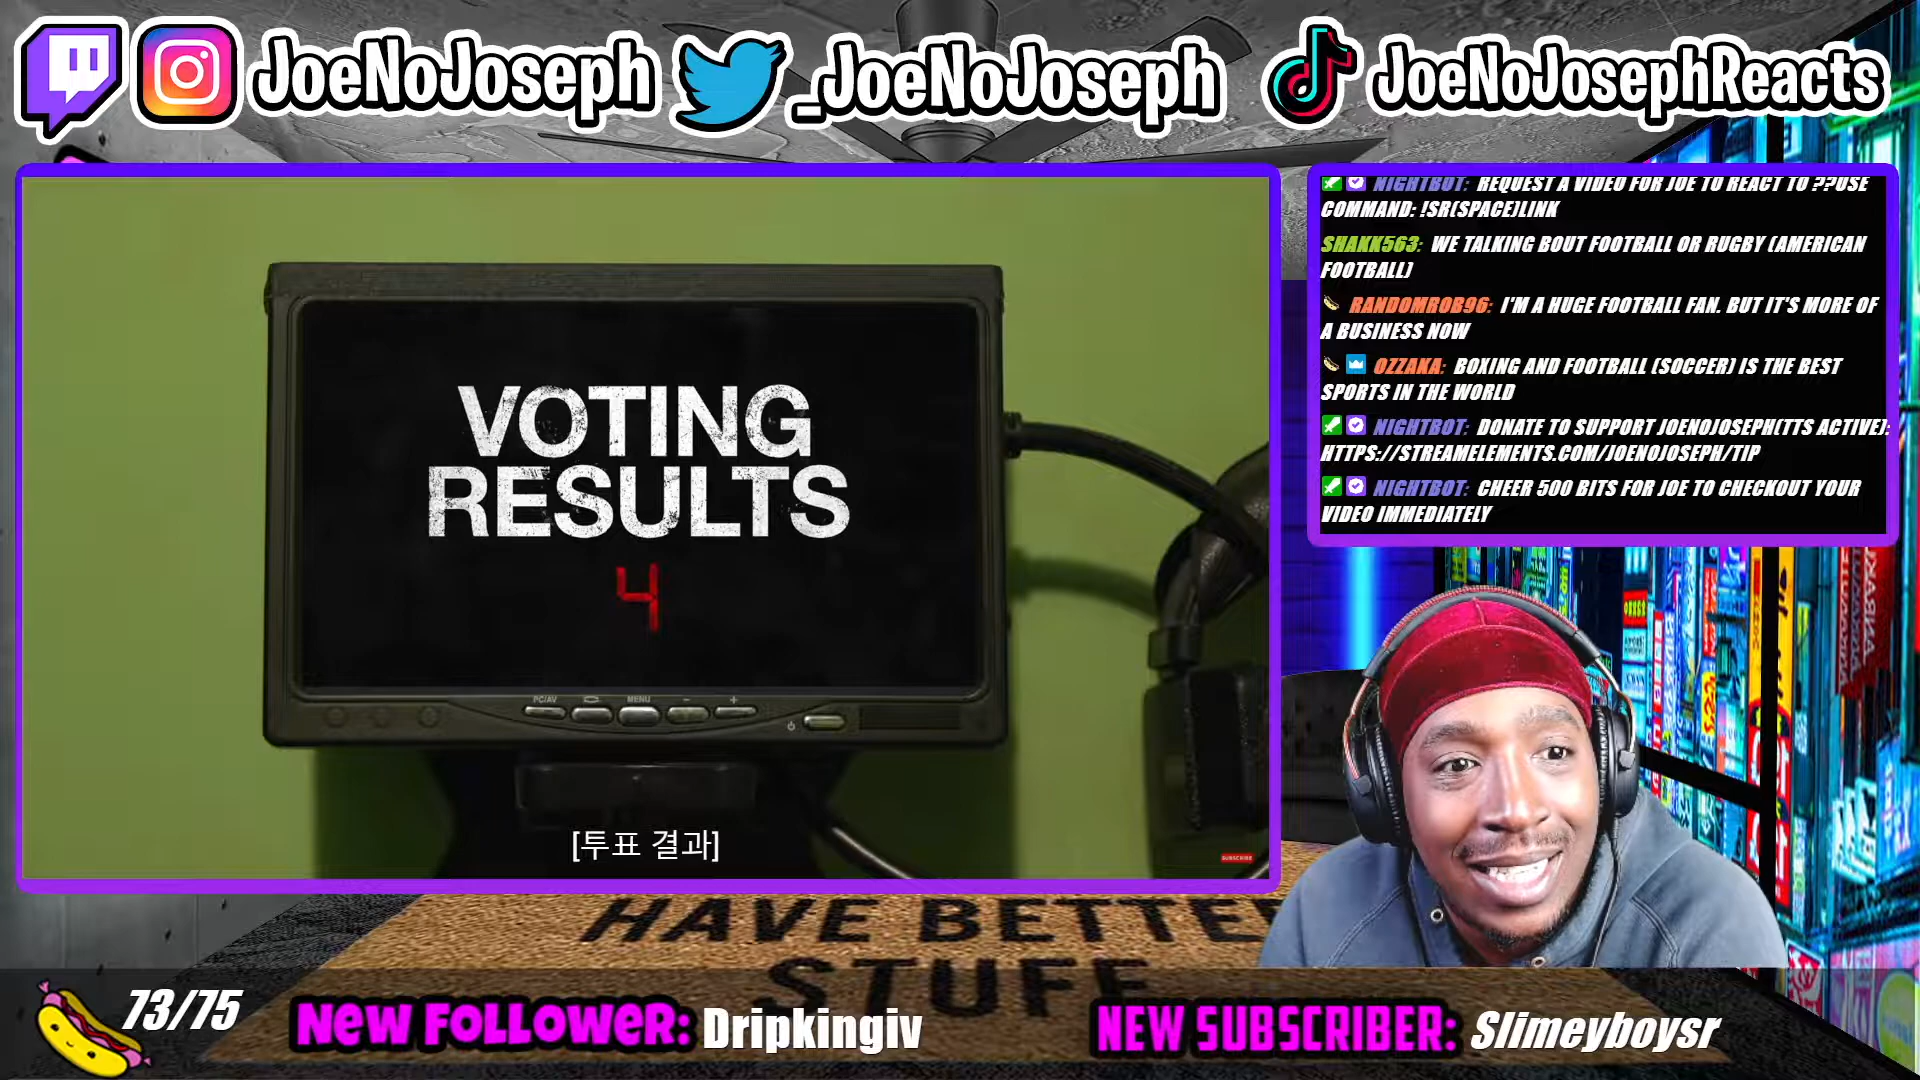 JoeNoJoseph
_JoeNoJoseph
JoeNoJosephReacts
NIGHTBOT: REQUEST A VIDEO FOR JOE TO REACT TO ??USE
COMMAND: !SR(SPACE)LINK
SHAKK563: WE TALKING BOUT FOOTBALL OR RUGBY (AMERICAN
FOOTBALL)
RANDOMROB96: I'M A HUGE FOOTBALL FAN. BUT IT'S MORE OF
A BUSINESS NOW
OZZAKA: BOXING AND FOOTBALL (SOCCER) IS THE BEST
SPORTS IN THE WORLD
NIGHTBOT: DONATE TO SUPPORT JOENOJOSEPH(TTS ACTIVE):
HTTPS://STREAMELEMENTS.COM/JOENOJOSEPH/TIP
NIGHTBOT: CHEER 500 BITS FOR JOE TO CHECKOUT YOUR
VIDEO IMMEDIATELY
VOTING
RESULTS
4
PC/AV MENU - +
[투표 결과]
SUBSCRIBE
HAVE BETTE
STUFF
73/75
NEW FOLLOWER: Dripkingiv
NEW SUBSCRIBER: Slimeyboysr